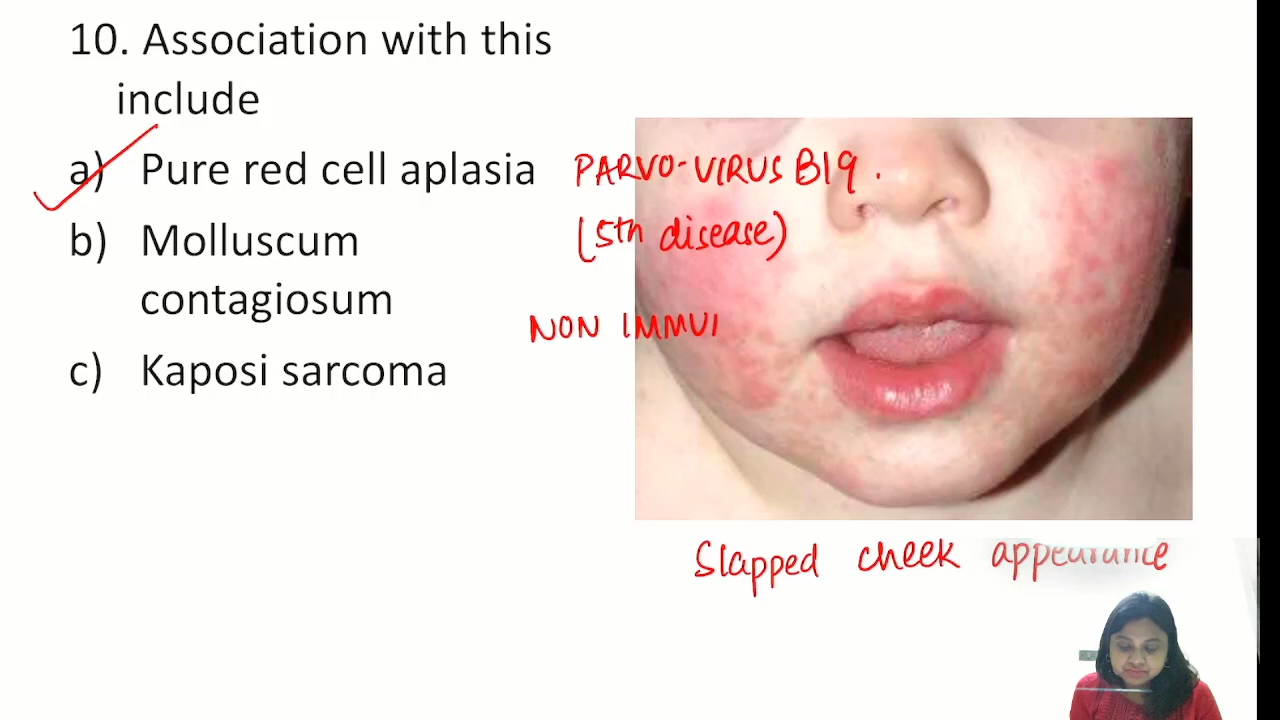 10. Association with this
include
a) Pure red cell aplasia PARVO-VIRUS B19.
b) Molluscum (5th disease)
contagiosum NON IMMUI
c) Kaposi sarcoma
Slapped cheek appearance